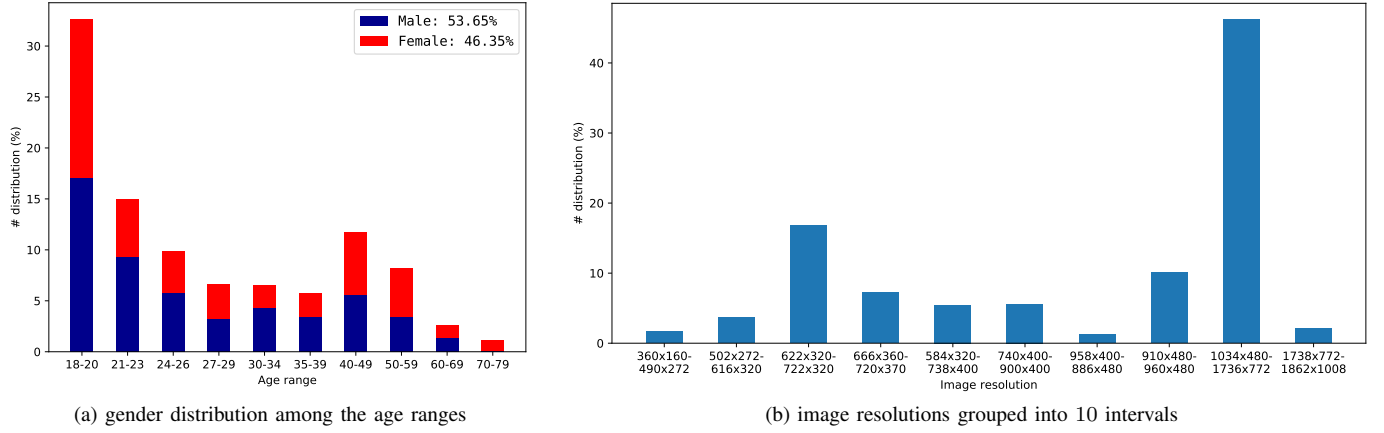 30
25
20
15
10
5
0
# distribution (%)
Male: 53.65%
Female: 46.35%
18-20 21-23 24-26 27-29 30-34 35-39 40-49 50-59 60-69 70-79
Age range
(a) gender distribution among the age ranges
40
30
20
10
0
# distribution (%)
360x160- 502x272- 622x320- 666x360- 584x320- 740x400- 958x400- 910x480- 1034x480- 1738x772-
490x272 616x320 722x320 720x370 738x400 900x400 886x480 960x480 1736x772 1862x1008
Image resolution
(b) image resolutions grouped into 10 intervals